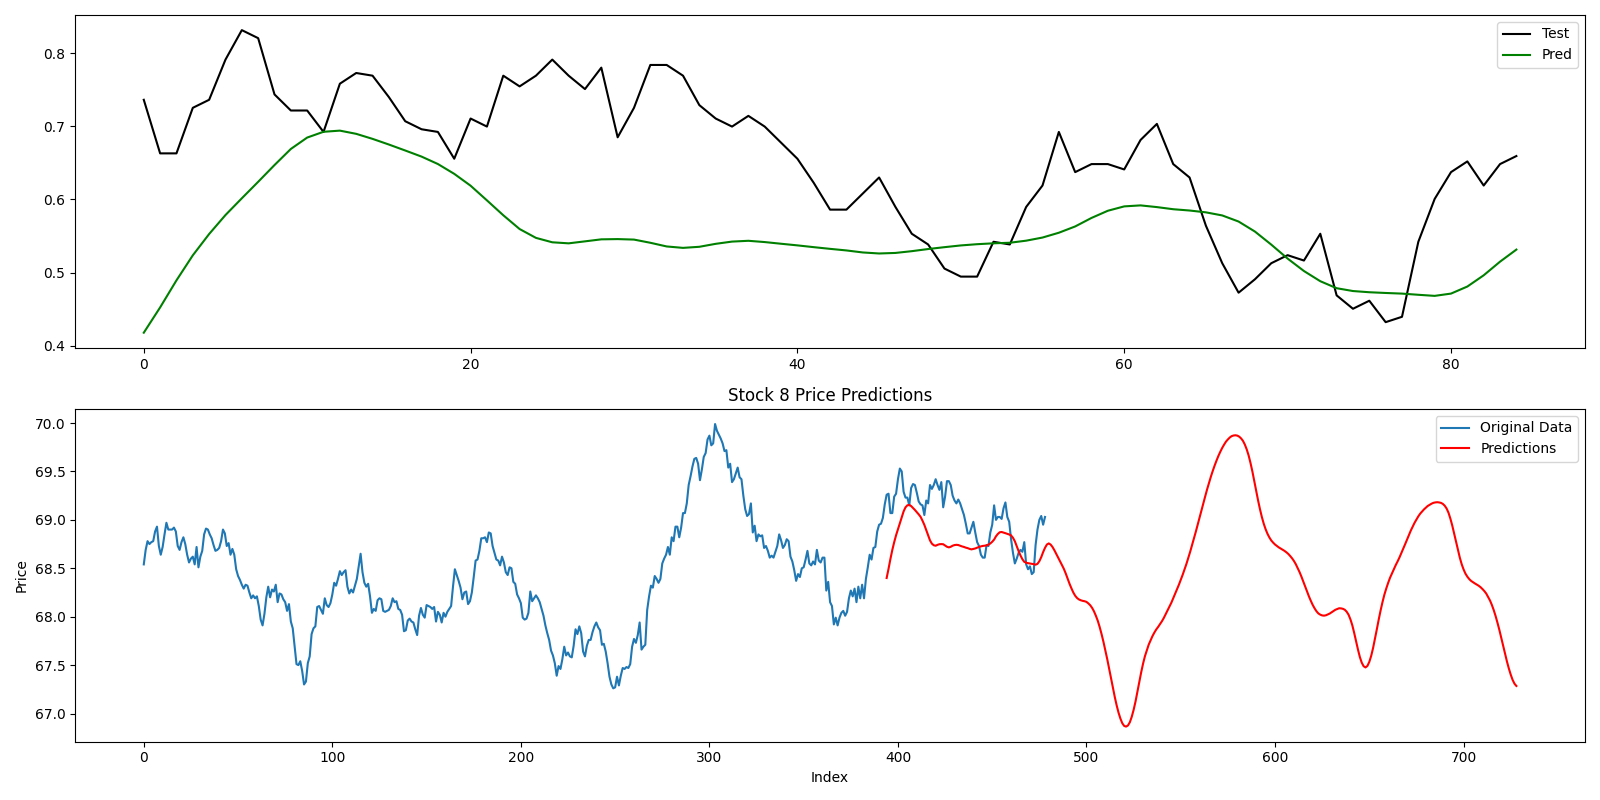 0.8
0.7
0.6
0.5
0.4
Test
Pred
0 20 40 60 80
Stock 8 Price Predictions
70.0
69.5
69.0
68.5
68.0
67.5
67.0
Price
Original Data
Predictions
0 100 200 300 400 500 600 700
Index